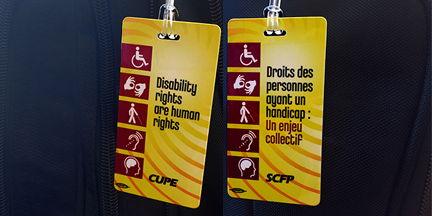 Disability
rights
are human
rights
CUPE
Droits des
personnes
ayant un
handicap :
Un enjeu
collectif
SCFP